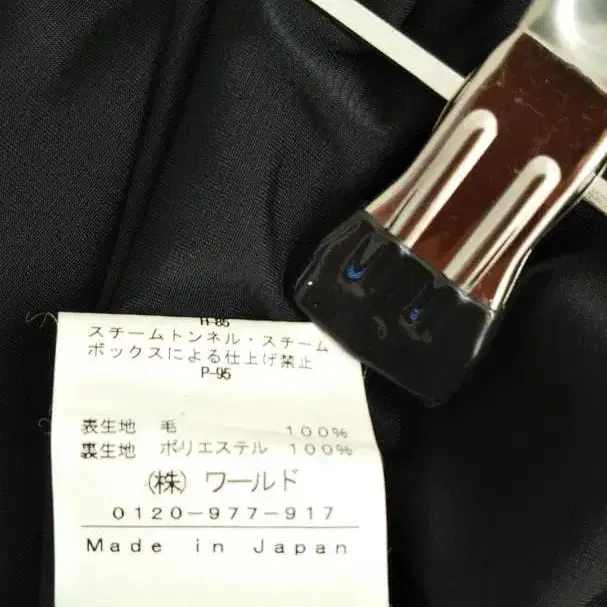 H-85
スチームトンネル・スチーム
ボックスによる仕上げ禁止
P-95
表生地 毛 100%
裏生地 ポリエステル 100%
(株) ワールド
0120-977-917
Made in Japan